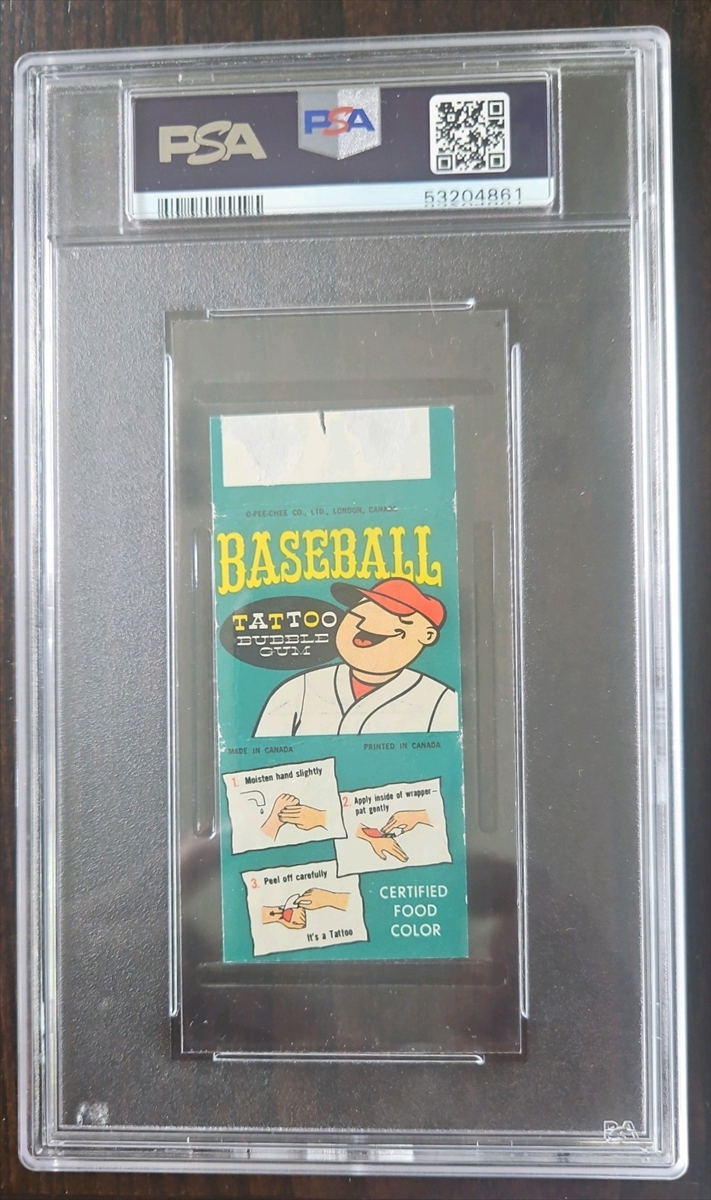 PSA
PSA
53204861
O-PEE-CHEE CO., LTD., LONDON, CANADA
BASEBALL
TATTOO
BUBBLE
GUM
MADE IN CANADA
PRINTED IN CANADA
1. Moisten hand slightly
2. Apply inside of wrapper—
pat gently
3. Peel off carefully
It's a Tattoo
CERTIFIED
FOOD
COLOR